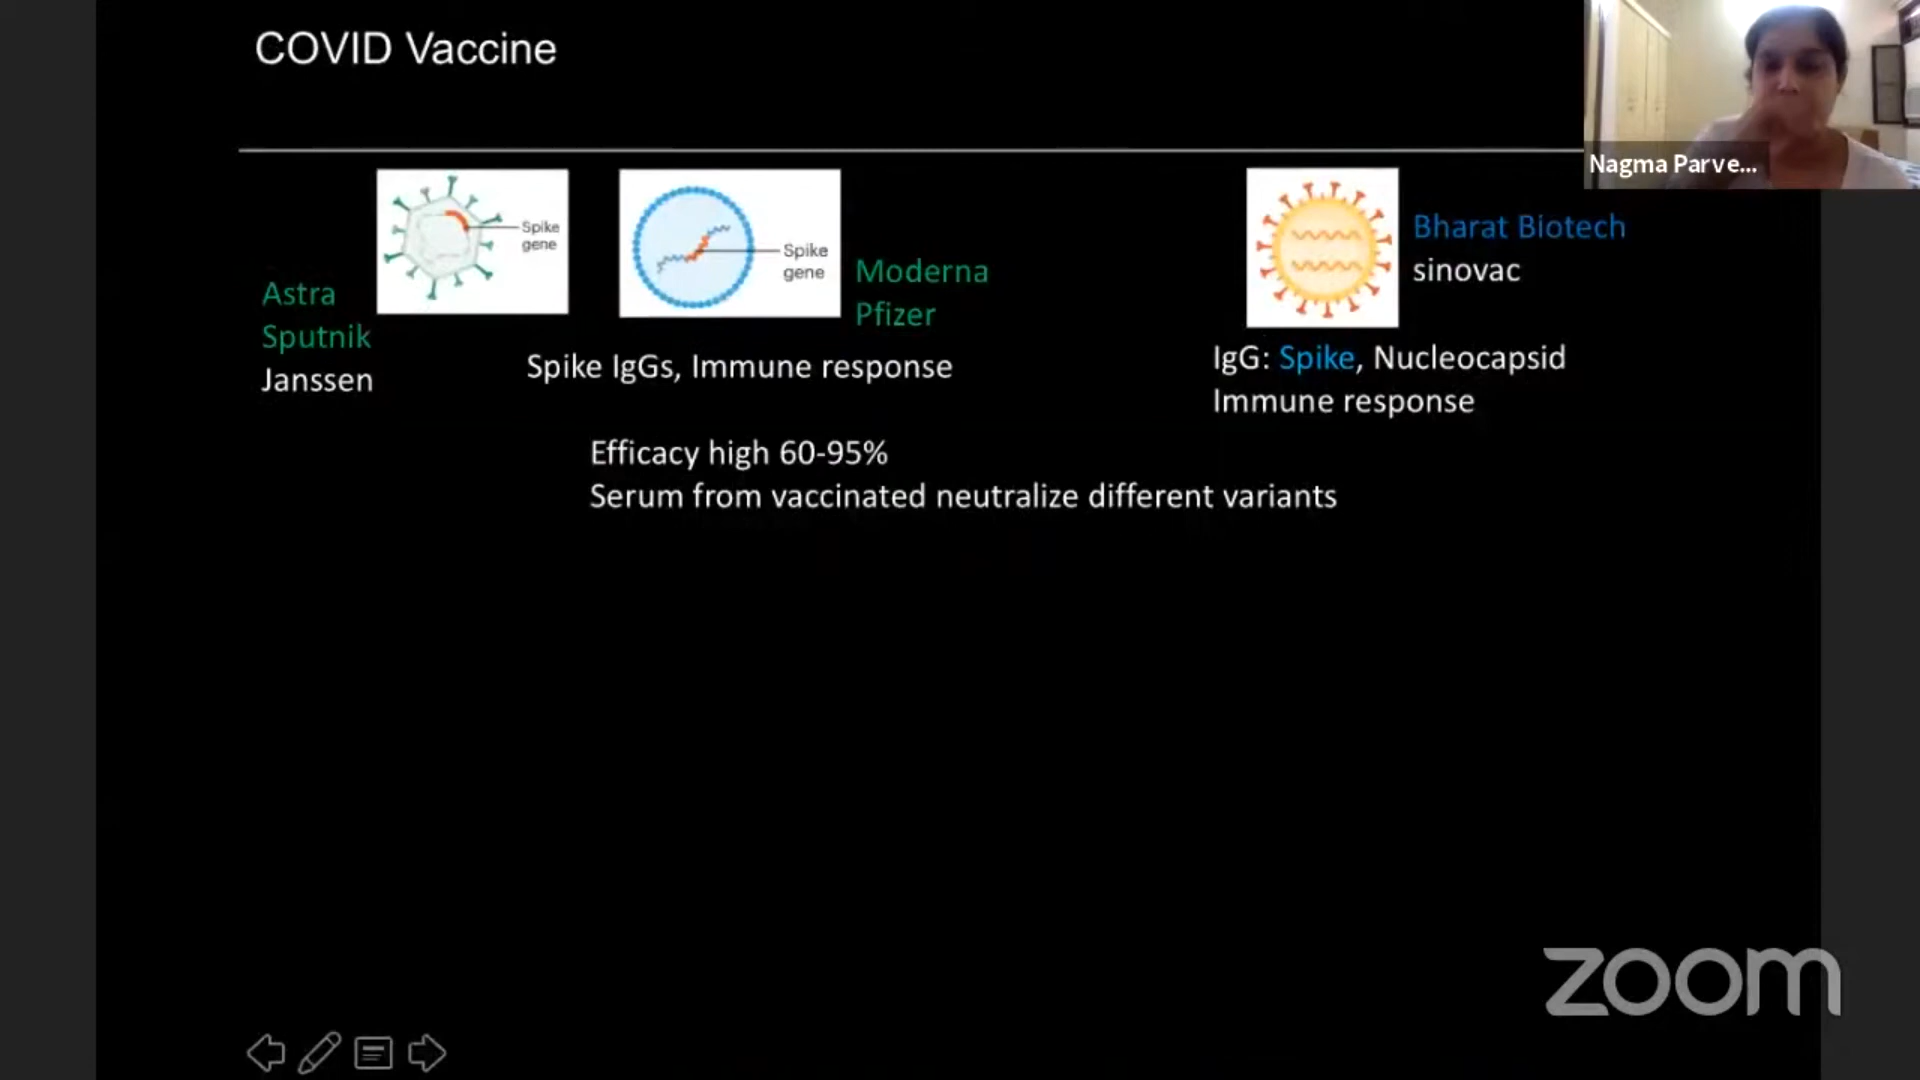 COVID Vaccine
Nagma Parve...
Spike
gene
Spike
gene
Astra
Sputnik
Janssen
Moderna
Pfizer
Bharat Biotech
sinovac
Spike IgGs, Immune response
IgG: Spike, Nucleocapsid
Immune response
Efficacy high 60-95%
Serum from vaccinated neutralize different variants
zoom